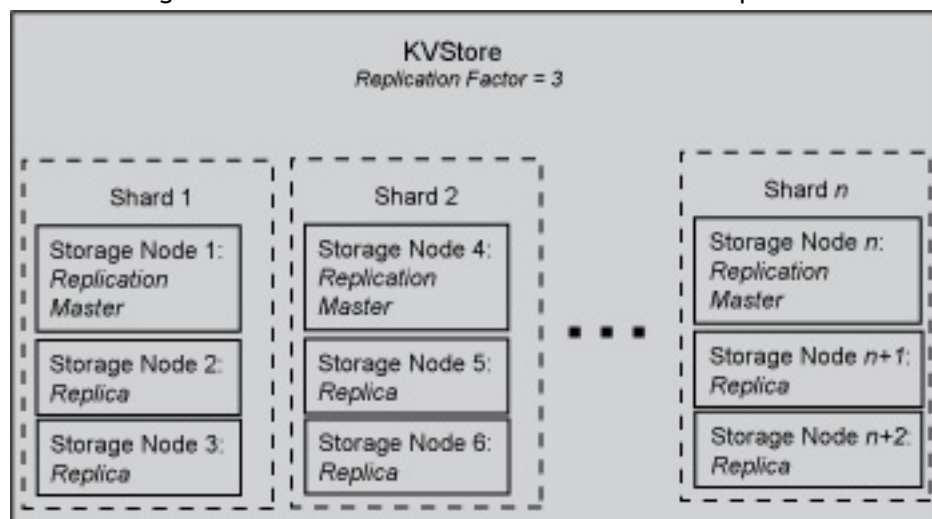 KVStore
Replication Factor = 3
Shard 1
Storage Node 1:
Replication
Master
Storage Node 2:
Replica
Storage Node 3:
Replica
Shard 2
Storage Node 4:
Replication
Master
Storage Node 5:
Replica
Storage Node 6:
Replica
Shard n
Storage Node n:
Replication
Master
Storage Node n+1:
Replica
Storage Node n+2:
Replica